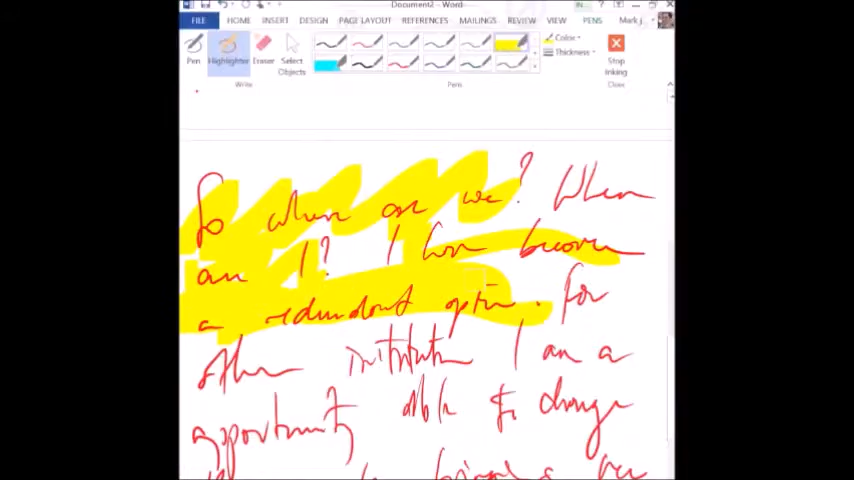 Document2 - Word
FILE HOME INSERT DESIGN PAGE LAYOUT REFERENCES MAILINGS REVIEW VIEW PENS Mark J
Pen Highlighter Eraser Select Objects Color Thickness Stop Inking
Write Pens Close
So where are we? When
am I? I have become
a redundant option. For
other institution I am a
opportunity able to change